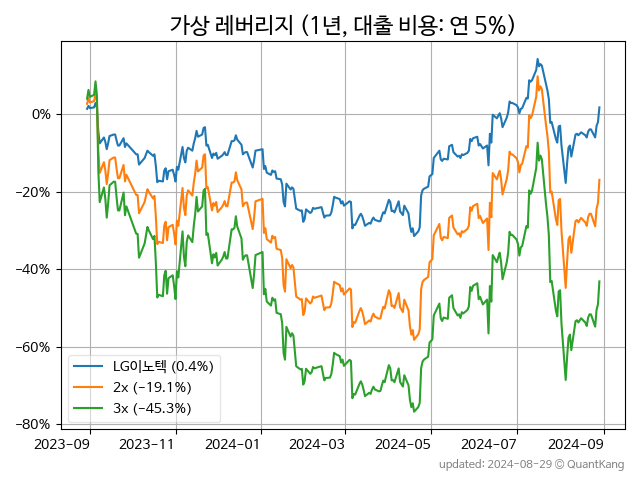 가상 레버리지 (1년, 대출 비용: 연 5%)
0%
−20%
−40%
−60%
−80%
LG이노텍 (0.4%)
2x (−19.1%)
3x (−45.3%)
2023-09 2023-11 2024-01 2024-03 2024-05 2024-07 2024-09
updated: 2024-08-29 © QuantKang